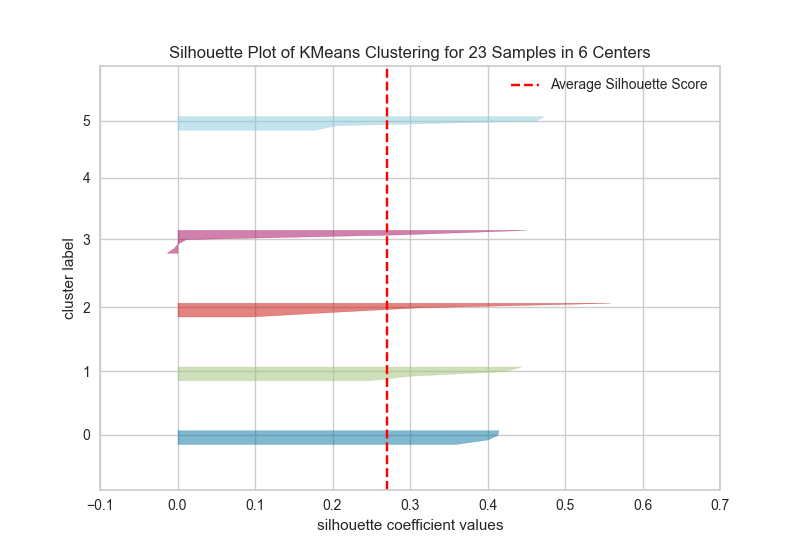 Silhouette Plot of KMeans Clustering for 23 Samples in 6 Centers
Average Silhouette Score
5
4
3
2
1
0
cluster label
−0.1 0.0 0.1 0.2 0.3 0.4 0.5 0.6 0.7
silhouette coefficient values